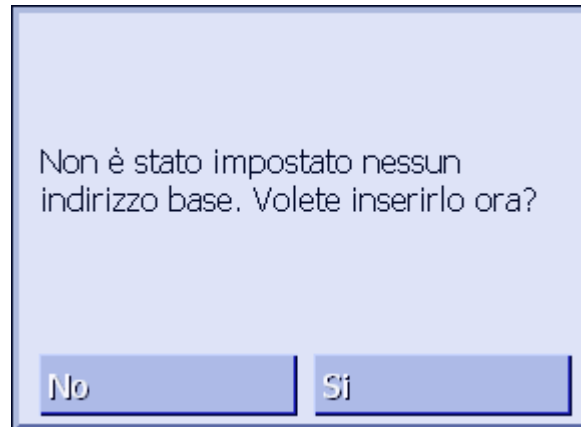 Non è stato impostato nessun
indirizzo base. Volete inserirlo ora?
No
Si